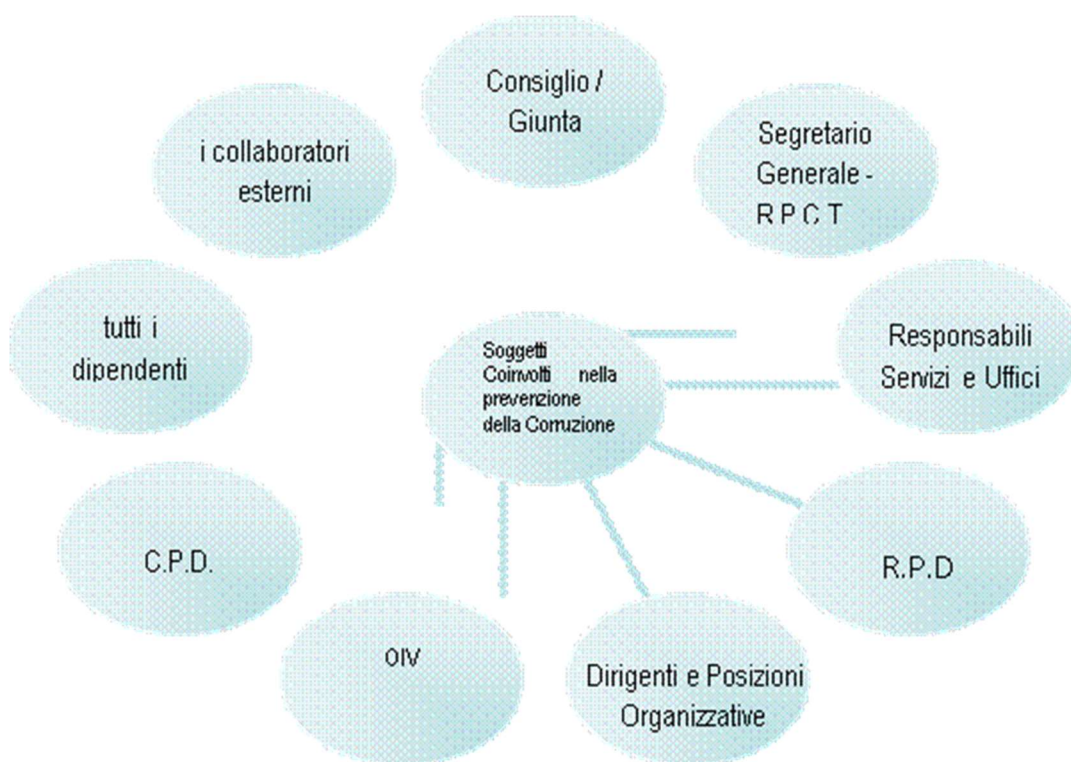 Consiglio /
Giunta
Segretario
Generale -
R P C T
i collaboratori
esterni
Responsabili
Servizi e Uffici
tutti i
dipendenti
Soggetti
Coinvolti nella
prevenzione
della Corruzione
C.P.D.
R.P.D
OIV
Dirigenti e Posizioni
Organizzative